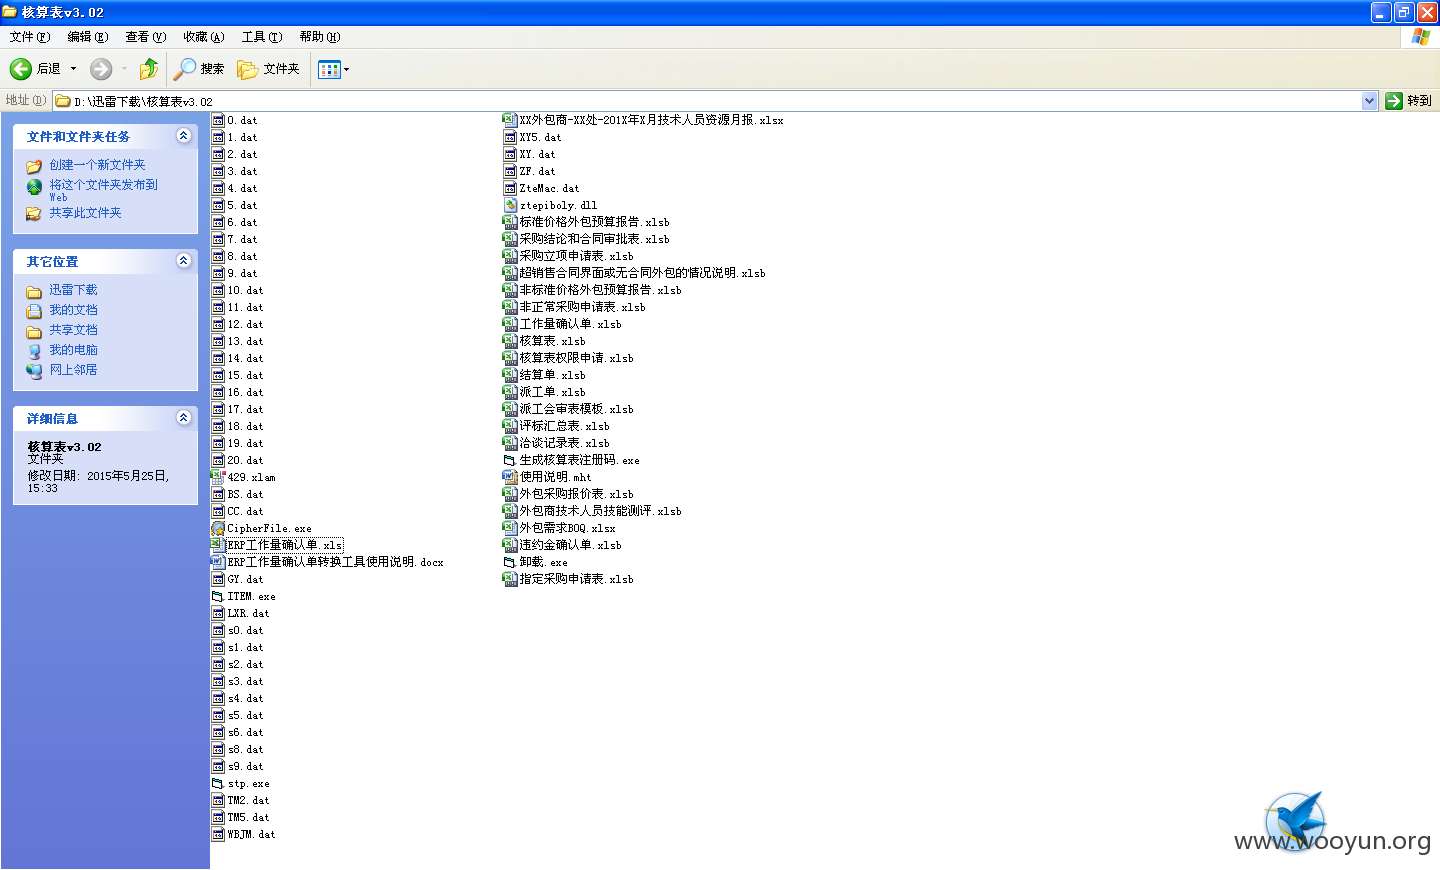 核算表v3.02
文件(F) 编辑(E) 查看(V) 收藏(A) 工具(T) 帮助(H)
后退 搜索 文件夹
地址(D) D:\迅雷下载\核算表v3.02 转到
文件和文件夹任务
创建一个新文件夹
将这个文件夹发布到
Web
共享此文件夹
其它位置
迅雷下载
我的文档
共享文档
我的电脑
网上邻居
详细信息
核算表v3.02
文件夹
修改日期: 2015年5月25日,
15:33
0.dat
1.dat
2.dat
3.dat
4.dat
5.dat
6.dat
7.dat
8.dat
9.dat
10.dat
11.dat
12.dat
13.dat
14.dat
15.dat
16.dat
17.dat
18.dat
19.dat
20.dat
429.xlam
BS.dat
CC.dat
CipherFile.exe
ERP工作量确认单.xls
ERP工作量确认单转换工具使用说明.docx
GY.dat
ITEM.exe
LXR.dat
s0.dat
s1.dat
s2.dat
s3.dat
s4.dat
s5.dat
s6.dat
s8.dat
s9.dat
stp.exe
TM2.dat
TM5.dat
WBJM.dat
XX外包商-XX处-201X年X月技术人员资源月报.xlsx
XY5.dat
XY.dat
ZF.dat
ZteMac.dat
ztepiboly.dll
标准价格外包预算报告.xlsb
采购结论和合同审批表.xlsb
采购立项申请表.xlsb
超销售合同界面或无合同外包的情况说明.xlsb
非标准价格外包预算报告.xlsb
非正常采购申请表.xlsb
工作量确认单.xlsb
核算表.xlsb
核算表权限申请.xlsb
结算单.xlsb
派工单.xlsb
派工会审表模板.xlsb
评标汇总表.xlsb
洽谈记录表.xlsb
生成核算表注册码.exe
使用说明.mht
外包采购报价表.xlsb
外包商技术人员技能测评.xlsb
外包需求BOQ.xlsx
违约金确认单.xlsb
卸载.exe
指定采购申请表.xlsb
www.wooyun.org